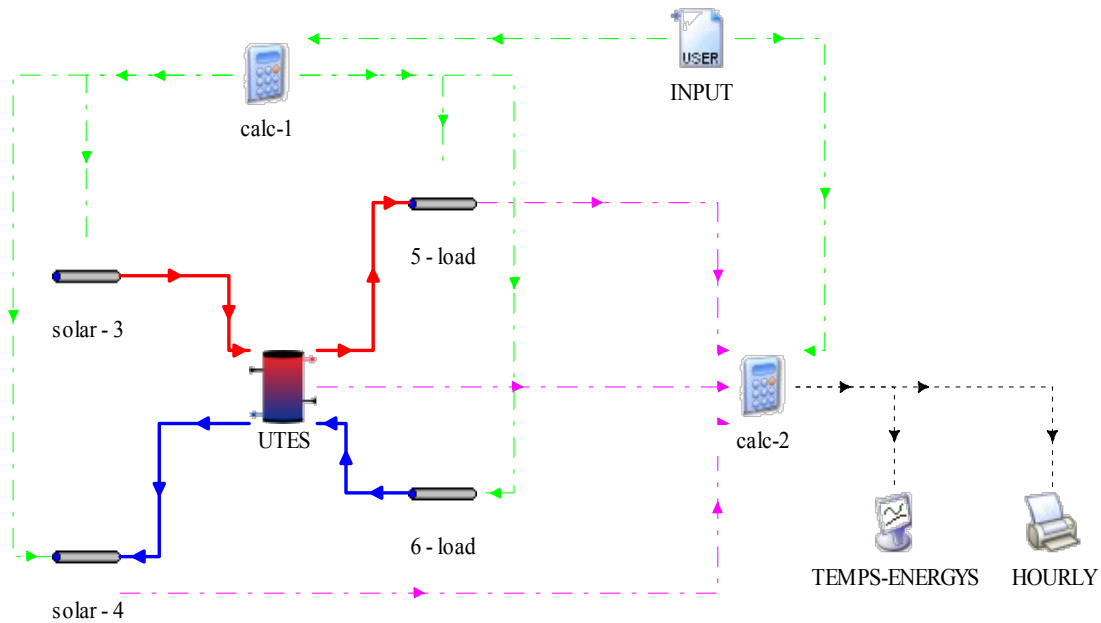 USER
INPUT
calc-1
5 - load
solar - 3
UTES
calc-2
6 - load
TEMPS-ENERGYS
HOURLY
solar - 4